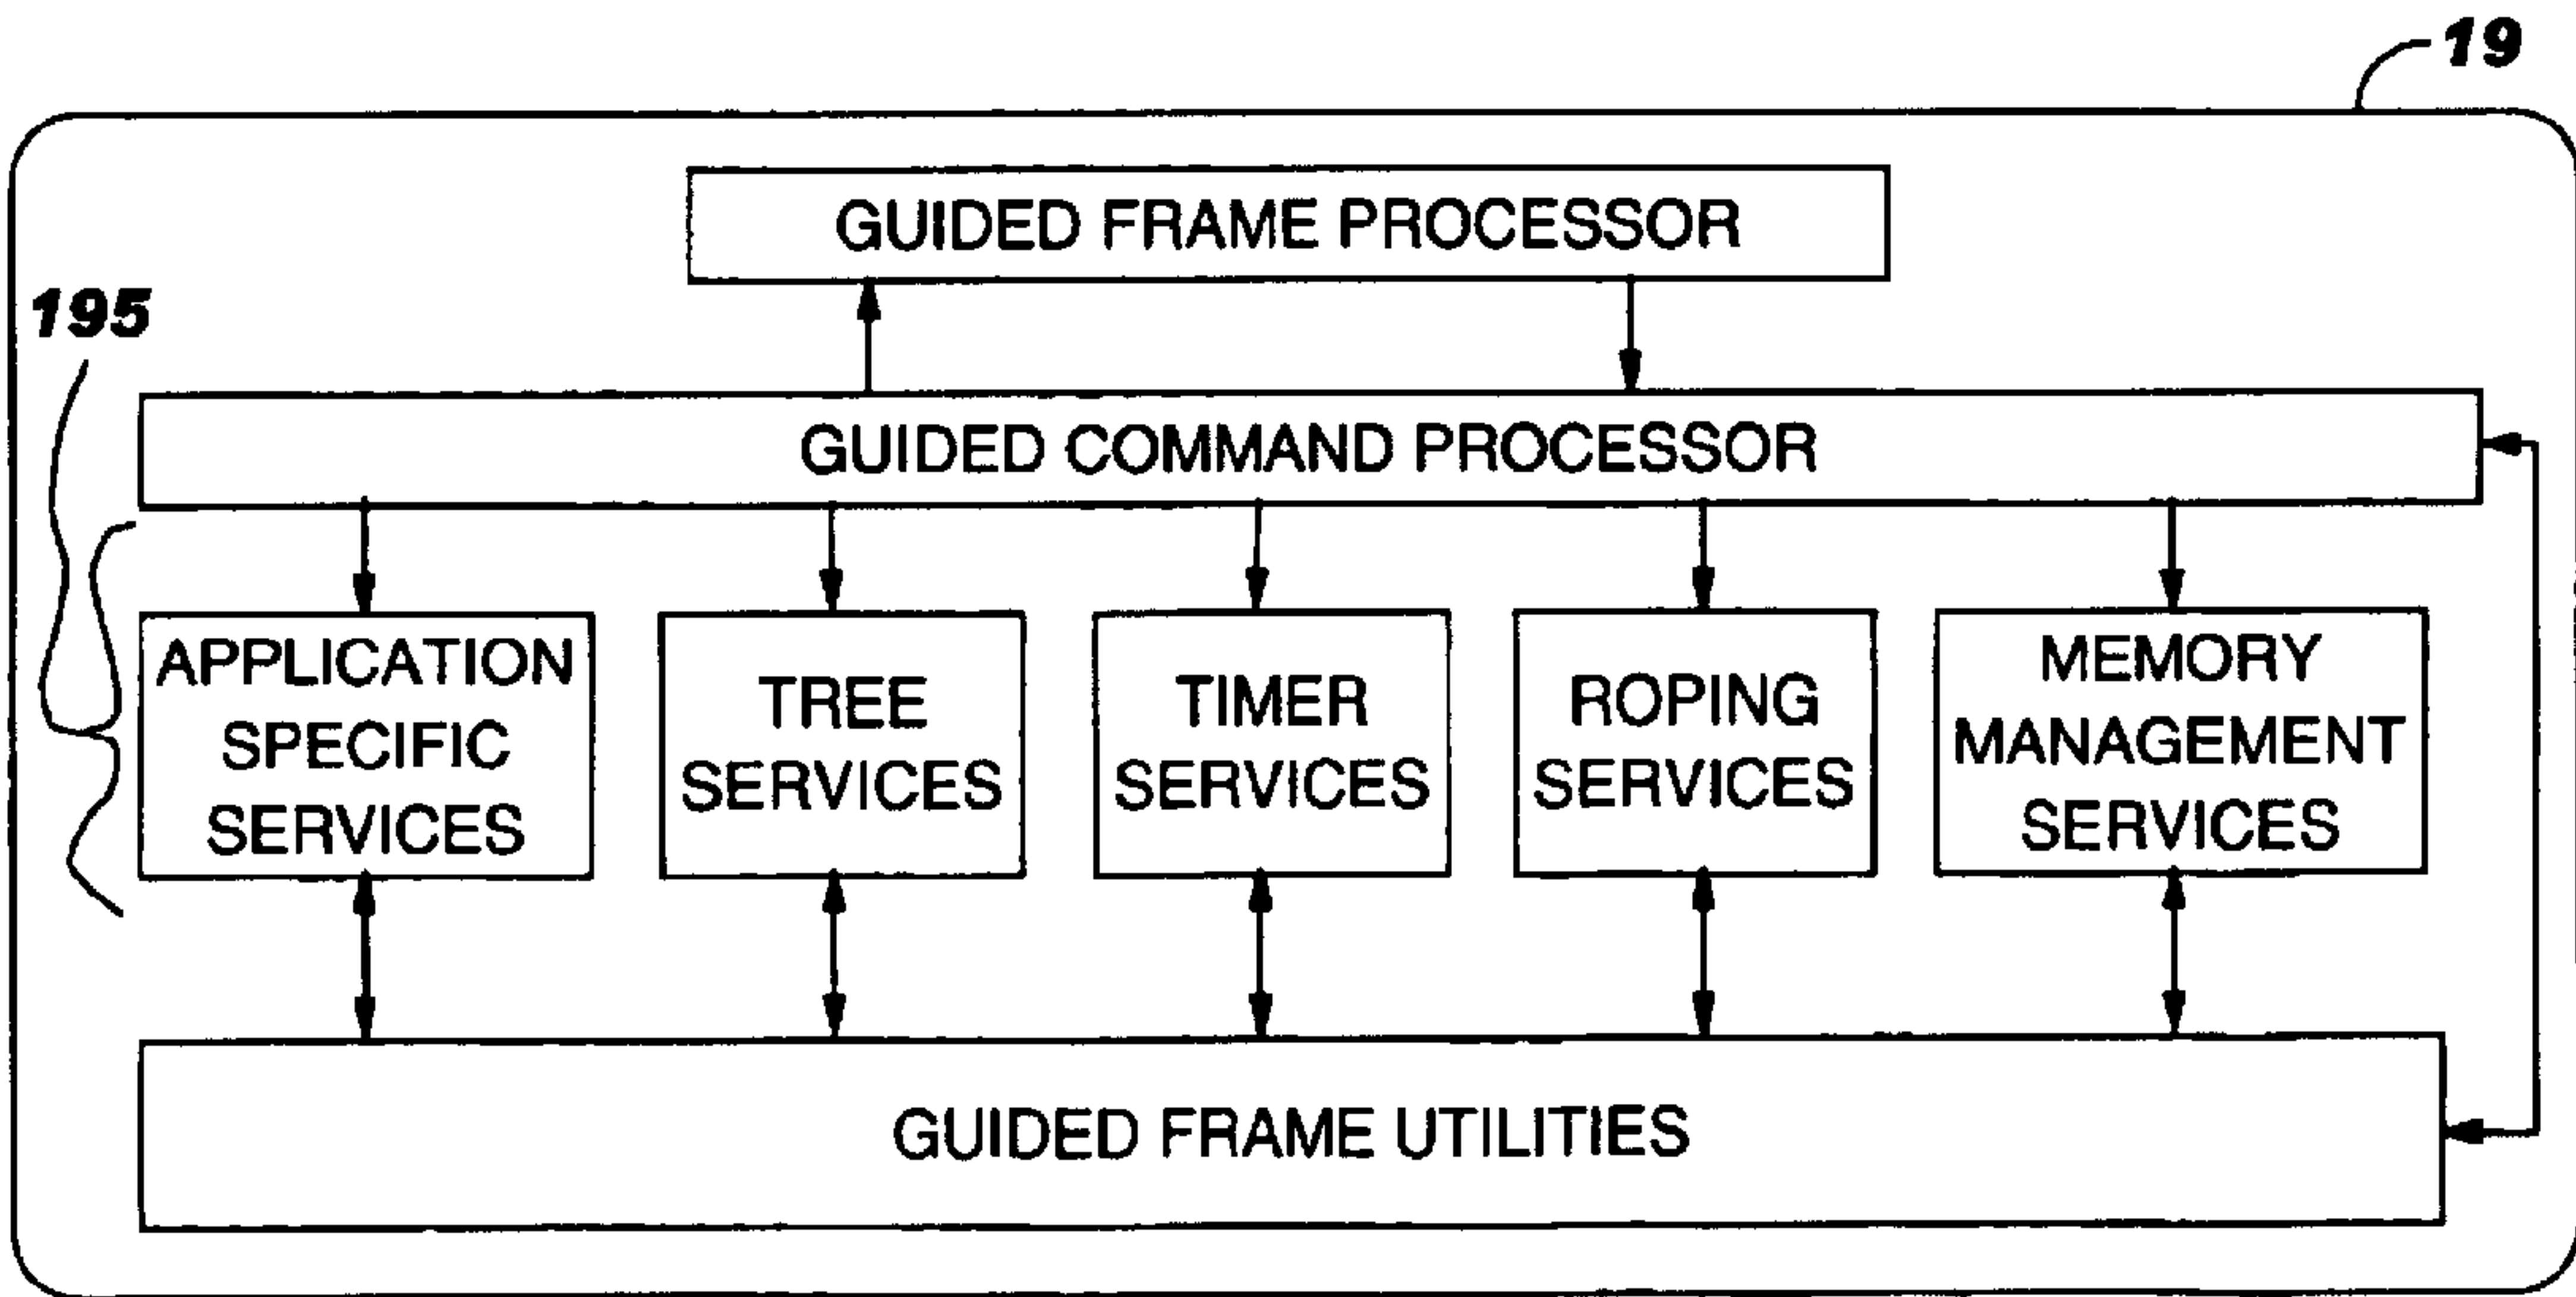 19
GUIDED FRAME PROCESSOR
195
GUIDED COMMAND PROCESSOR
APPLICATION
SPECIFIC
SERVICES
TREE
SERVICES
TIMER
SERVICES
ROPING
SERVICES
MEMORY
MANAGEMENT
SERVICES
GUIDED FRAME UTILITIES